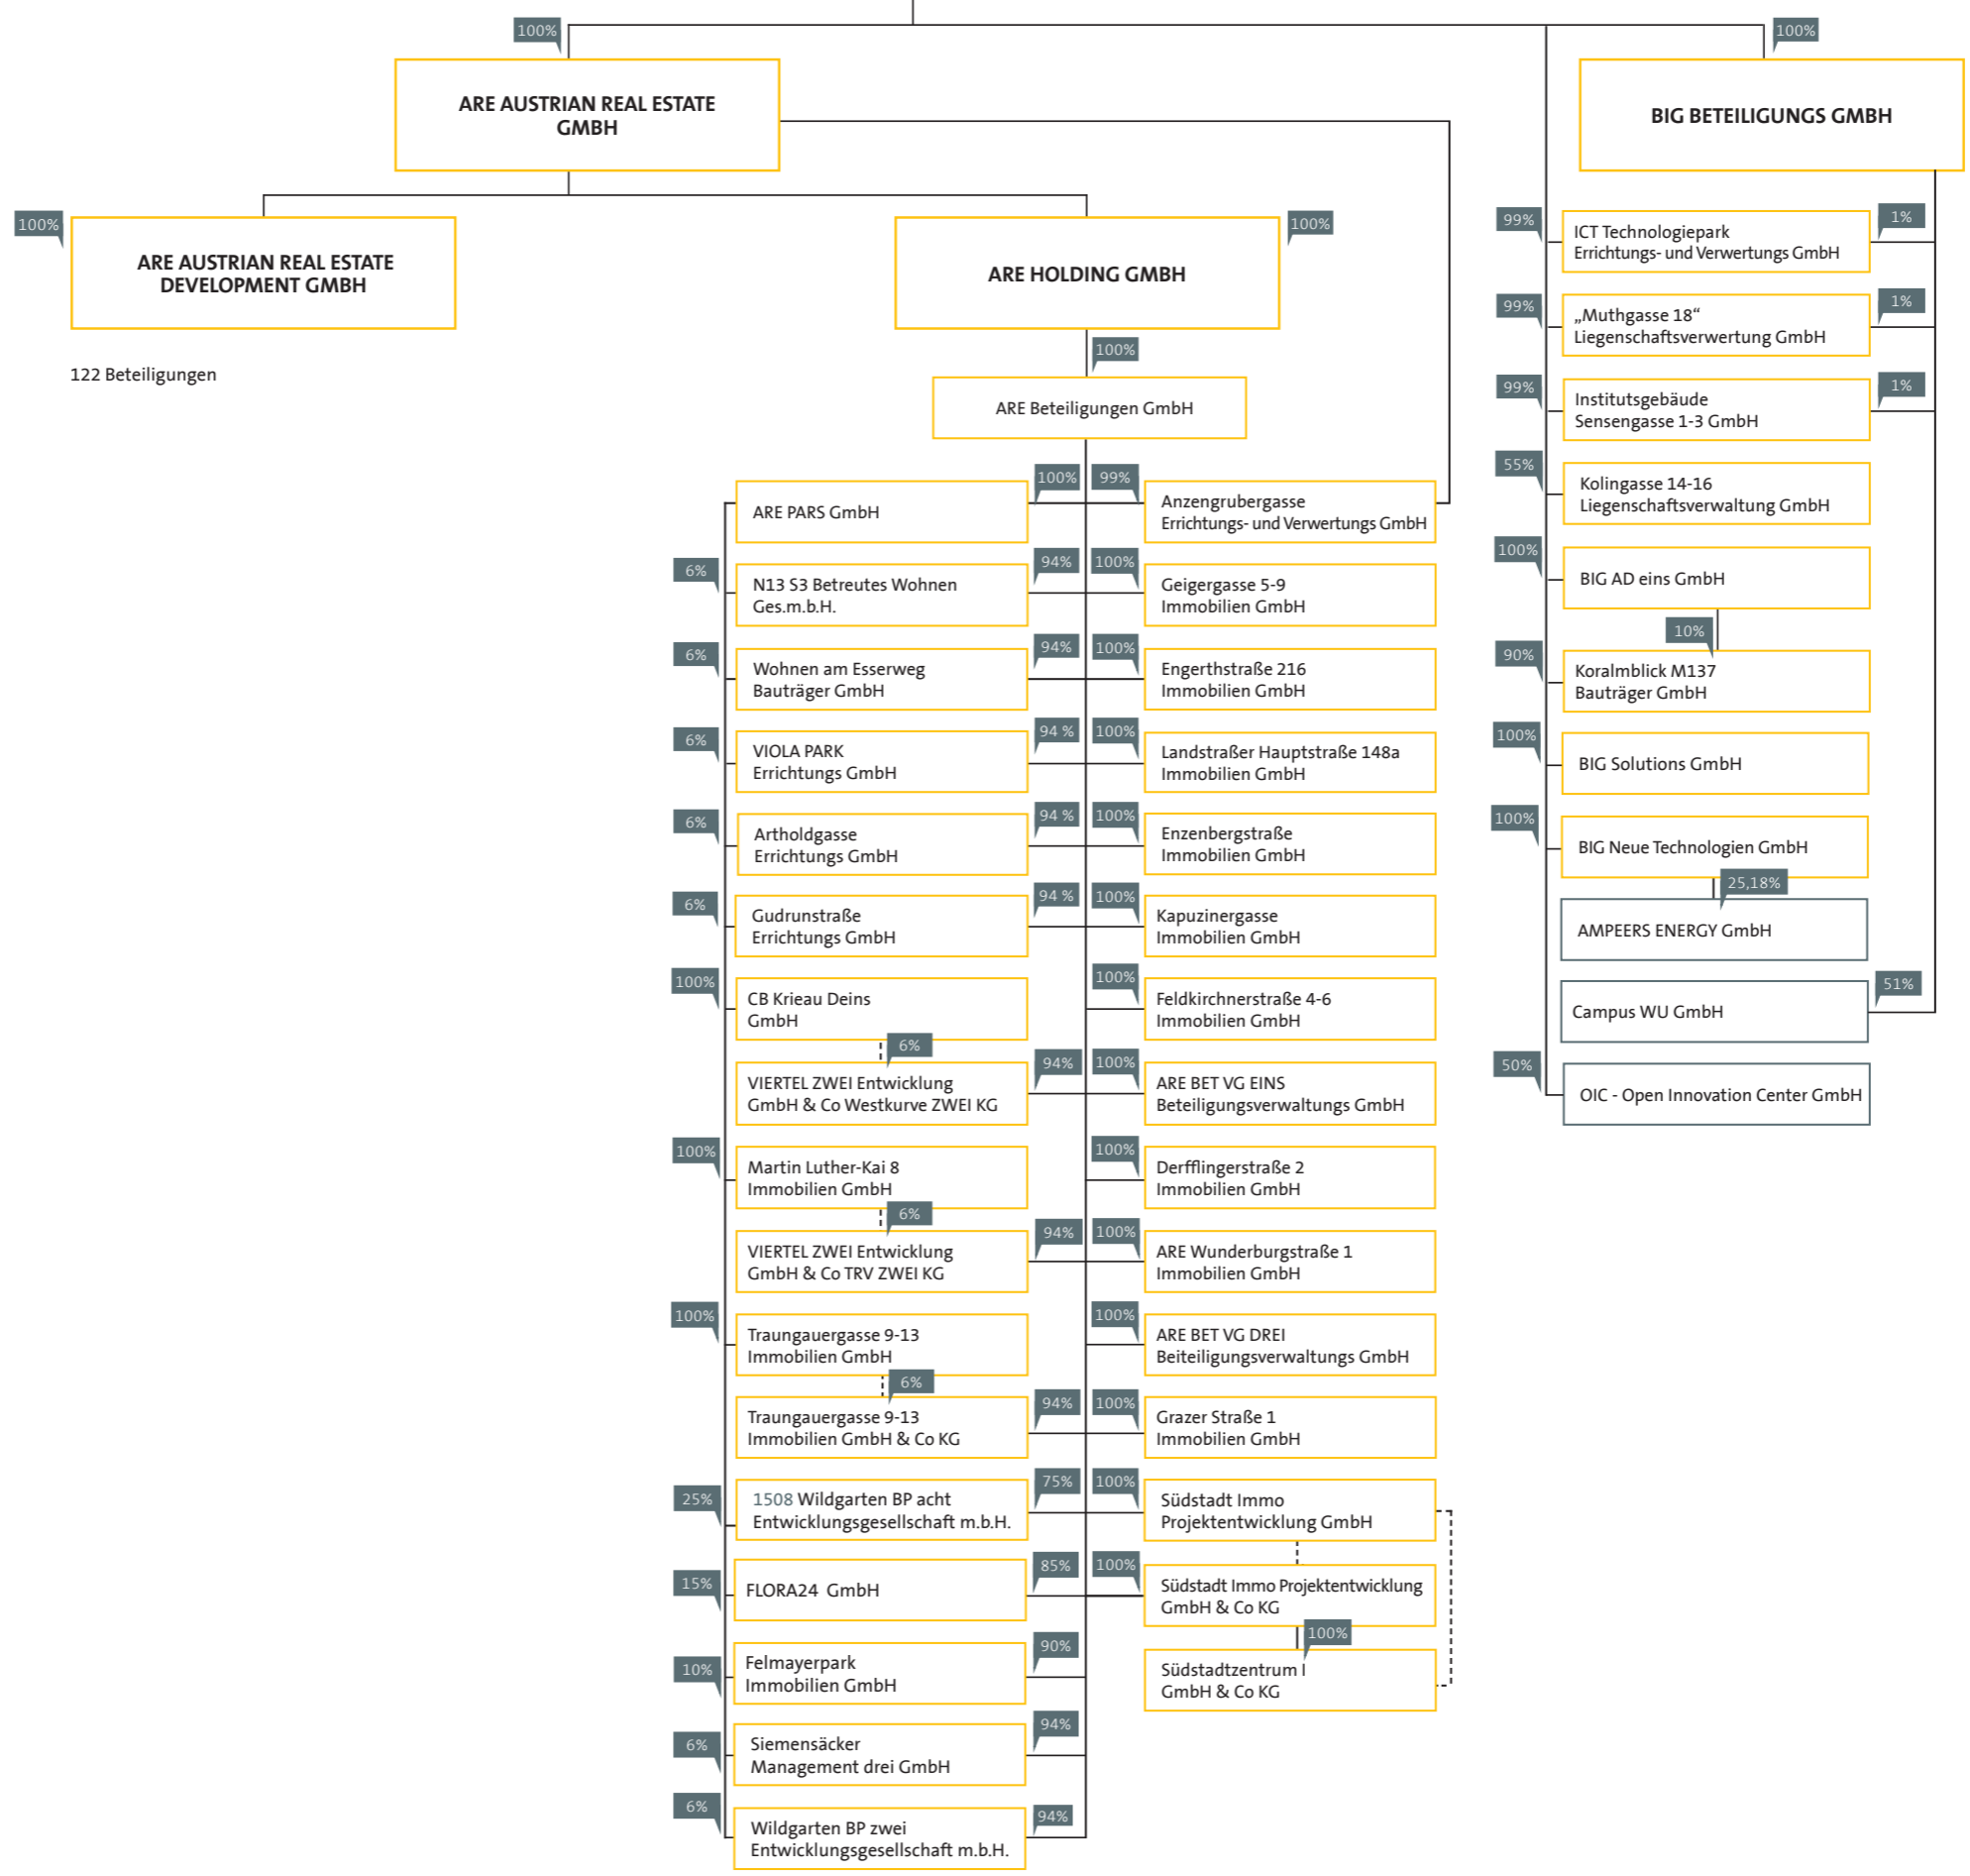 100%
100%
ARE AUSTRIAN REAL ESTATE
GMBH
BIG BETEILIGUNGS GMBH
100%
ARE AUSTRIAN REAL ESTATE
DEVELOPMENT GMBH
122 Beteiligungen
ARE HOLDING GMBH
100%
100%
ARE Beteiligungen GmbH
ARE PARS GmbH
100%
99%
Anzengrubergasse
Errichtungs- und Verwertungs GmbH
6%
N13 S3 Betreutes Wohnen
Ges.m.b.H.
94%
100%
Geigergasse 5-9
Immobilien GmbH
6%
Wohnen am Esserweg
Bauträger GmbH
94%
100%
Engerthstraße 216
Immobilien GmbH
6%
VIOLA PARK
Errichtungs GmbH
94 %
100%
Landstraßer Hauptstraße 148a
Immobilien GmbH
6%
Artholdgasse
Errichtungs GmbH
94 %
100%
Enzenbergstraße
Immobilien GmbH
6%
Gudrunstraße
Errichtungs GmbH
94 %
100%
Kapuzinergasse
Immobilien GmbH
100%
CB Krieau Deins
GmbH
100%
Feldkirchnerstraße 4-6
Immobilien GmbH
6%
VIERTEL ZWEI Entwicklung
GmbH & Co Westkurve ZWEI KG
94%
100%
ARE BET VG EINS
Beteiligungsverwaltungs GmbH
100%
Martin Luther-Kai 8
Immobilien GmbH
100%
Derfflingerstraße 2
Immobilien GmbH
6%
VIERTEL ZWEI Entwicklung
GmbH & Co TRV ZWEI KG
94%
100%
ARE Wunderburgstraße 1
Immobilien GmbH
100%
Traungauergasse 9-13
Immobilien GmbH
100%
ARE BET VG DREI
Beiteiligungsverwaltungs GmbH
6%
Traungauergasse 9-13
Immobilien GmbH & Co KG
94%
100%
Grazer Straße 1
Immobilien GmbH
25%
1508 Wildgarten BP acht
Entwicklungsgesellschaft m.b.H.
75%
100%
Südstadt Immo
Projektentwicklung GmbH
15%
FLORA24 GmbH
85%
100%
Südstadt Immo Projektentwicklung
GmbH & Co KG
10%
Felmayerpark
Immobilien GmbH
90%
100%
Südstadtzentrum I
GmbH & Co KG
6%
Siemensäcker
Management drei GmbH
94%
6%
Wildgarten BP zwei
Entwicklungsgesellschaft m.b.H.
94%
99%
ICT Technologiepark
Errichtungs- und Verwertungs GmbH
1%
99%
„Muthgasse 18“
Liegenschaftsverwertung GmbH
1%
99%
Institutsgebäude
Sensengasse 1-3 GmbH
1%
55%
Kolingasse 14-16
Liegenschaftsverwaltung GmbH
100%
BIG AD eins GmbH
10%
90%
Koralmblick M137
Bauträger GmbH
100%
BIG Solutions GmbH
100%
BIG Neue Technologien GmbH
25,18%
AMPEERS ENERGY GmbH
51%
Campus WU GmbH
50%
OIC - Open Innovation Center GmbH